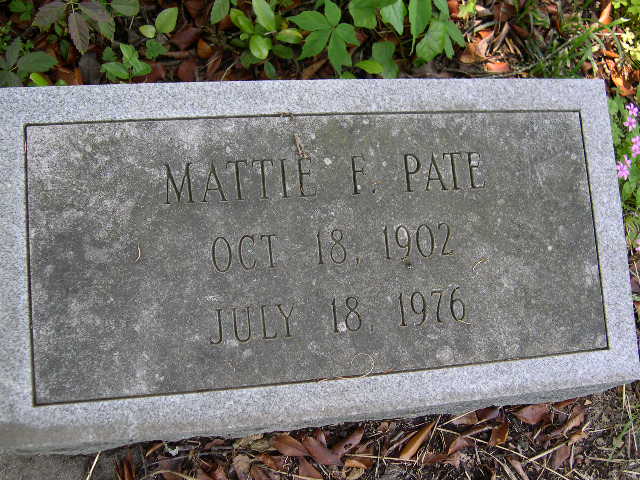 MATTIE F. PATE
OCT 18, 1902
JULY 18, 1976